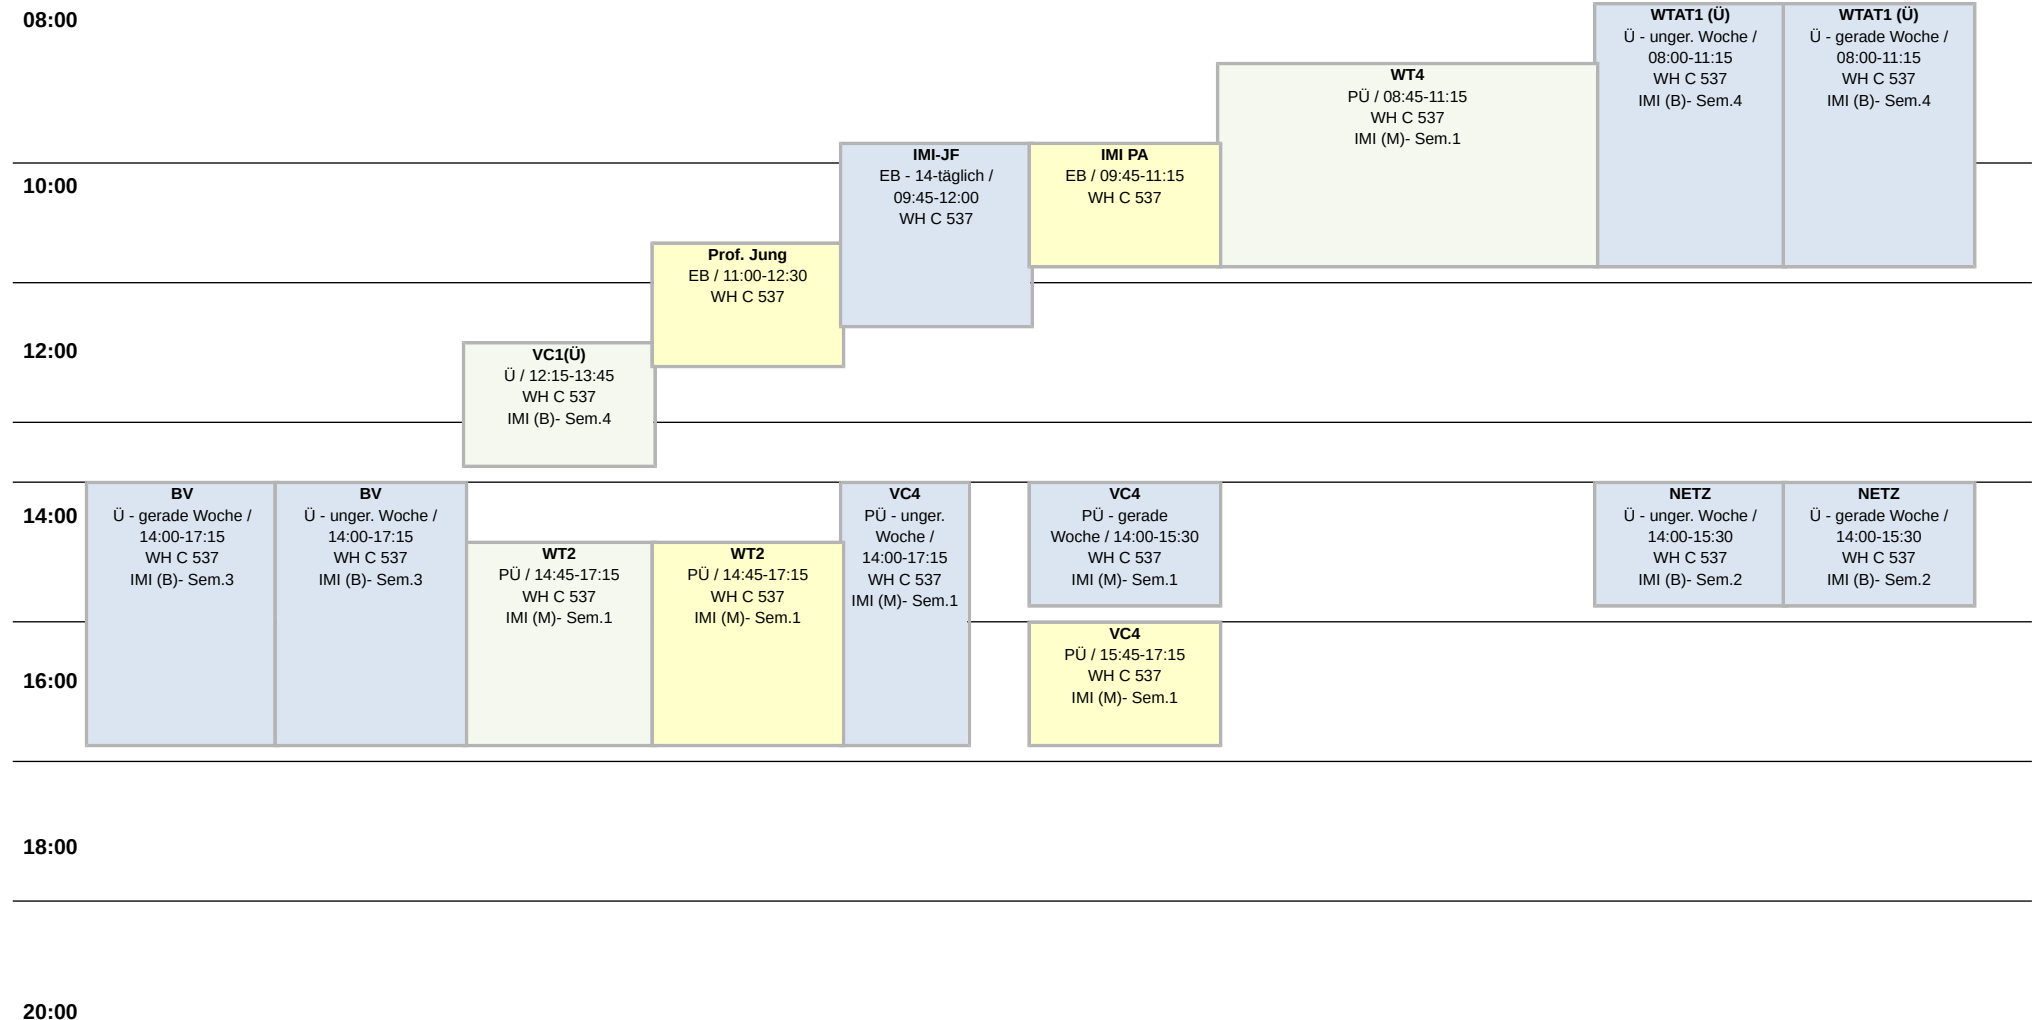 08:00
WTAT1 (Ü)
Ü - unger. Woche /
08:00-11:15
WH C 537
IMI (B)- Sem.4
WTAT1 (Ü)
Ü - gerade Woche /
08:00-11:15
WH C 537
IMI (B)- Sem.4
WT4
PÜ / 08:45-11:15
WH C 537
IMI (M)- Sem.1
IMI-JF
EB - 14-täglich /
09:45-12:00
WH C 537
IMI PA
EB / 09:45-11:15
WH C 537
10:00
Prof. Jung
EB / 11:00-12:30
WH C 537
12:00
VC1(Ü)
Ü / 12:15-13:45
WH C 537
IMI (B)- Sem.4
14:00
BV
Ü - gerade Woche /
14:00-17:15
WH C 537
IMI (B)- Sem.3
BV
Ü - unger. Woche /
14:00-17:15
WH C 537
IMI (B)- Sem.3
WT2
PÜ / 14:45-17:15
WH C 537
IMI (M)- Sem.1
WT2
PÜ / 14:45-17:15
WH C 537
IMI (M)- Sem.1
VC4
PÜ - unger.
Woche /
14:00-17:15
WH C 537
IMI (M)- Sem.1
VC4
PÜ - gerade
Woche / 14:00-15:30
WH C 537
IMI (M)- Sem.1
NETZ
Ü - unger. Woche /
14:00-15:30
WH C 537
IMI (B)- Sem.2
NETZ
Ü - gerade Woche /
14:00-15:30
WH C 537
IMI (B)- Sem.2
VC4
PÜ / 15:45-17:15
WH C 537
IMI (M)- Sem.1
16:00
18:00
20:00